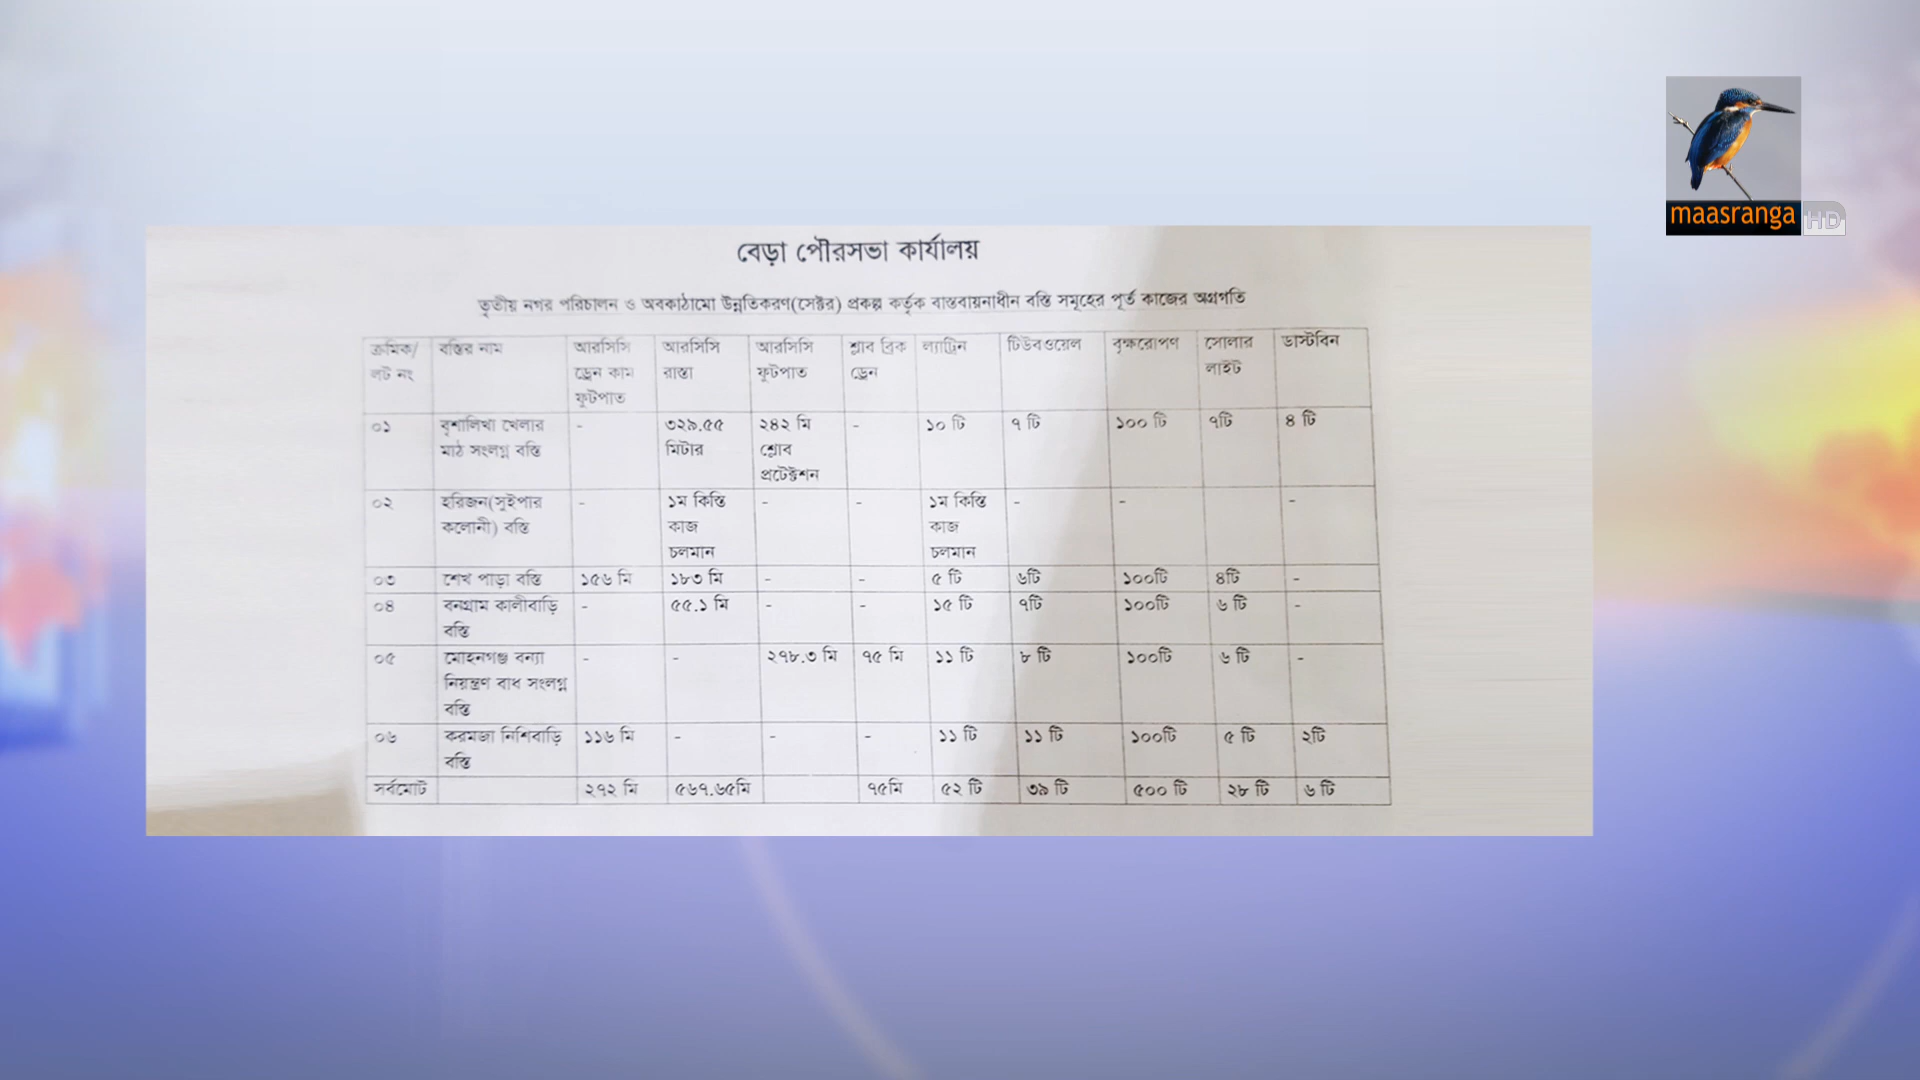 maasranga HD
বেড়া পৌরসভা কার্যালয়
তৃতীয় নগর পরিচালন ও অবকাঠামো উন্নতিকরণ(সেক্টর) প্রকল্প কর্তৃক বাস্তবায়নাধীন বস্তি সমূহের পূর্ত কাজের অগ্রগতি
ক্রমিক/ বস্তির নাম আরসিসি আরসিসি আরসিসি স্লাব ব্রিক ল্যাট্রিন টিউবওয়েল বৃক্ষরোপণ সোলার ডাস্টবিন
লট নং ড্রেন কাম রাস্তা ফুটপাত ড্রেন লাইট
ফুটপাত
০১ বৃশালিখা খেলার - ৩২৯.৫৫ ২৪২ মি - ১০ টি ৭ টি ১০০ টি ৭টি ৪ টি
মাঠ সংলগ্ন বস্তি মিটার স্লোব
প্রটেক্টশন
০২ হরিজন(সুইপার - ১ম কিস্তি - - ১ম কিস্তি - - -
কলোনী) বস্তি কাজ কাজ
চলমান চলমান
০৩ শেখ পাড়া বস্তি ১৫৬ মি ১৮৩ মি - - ৫ টি ৬টি ১০০টি ৪টি -
০৪ বনগ্রাম কালীবাড়ি - ৫৫.১ মি - - ১৫ টি ৭টি ১০০টি ৬ টি -
বস্তি
০৫ মোহনগঞ্জ বন্যা - - ২৭৮.৩ মি ৭৫ মি ১১ টি ৮ টি ১০০টি ৬ টি -
নিয়ন্ত্রণ বাধ সংলগ্ন
বস্তি
০৬ করমজা নিশিবাড়ি ১১৬ মি - - - ১১ টি ১১ টি ১০০টি ৫ টি ২টি
বস্তি
সর্বমোট ২৭২ মি ৫৬৭.৬৫মি ৭৫মি ৫২ টি ৩৯ টি ৫০০ টি ২৮ টি ৬ টি